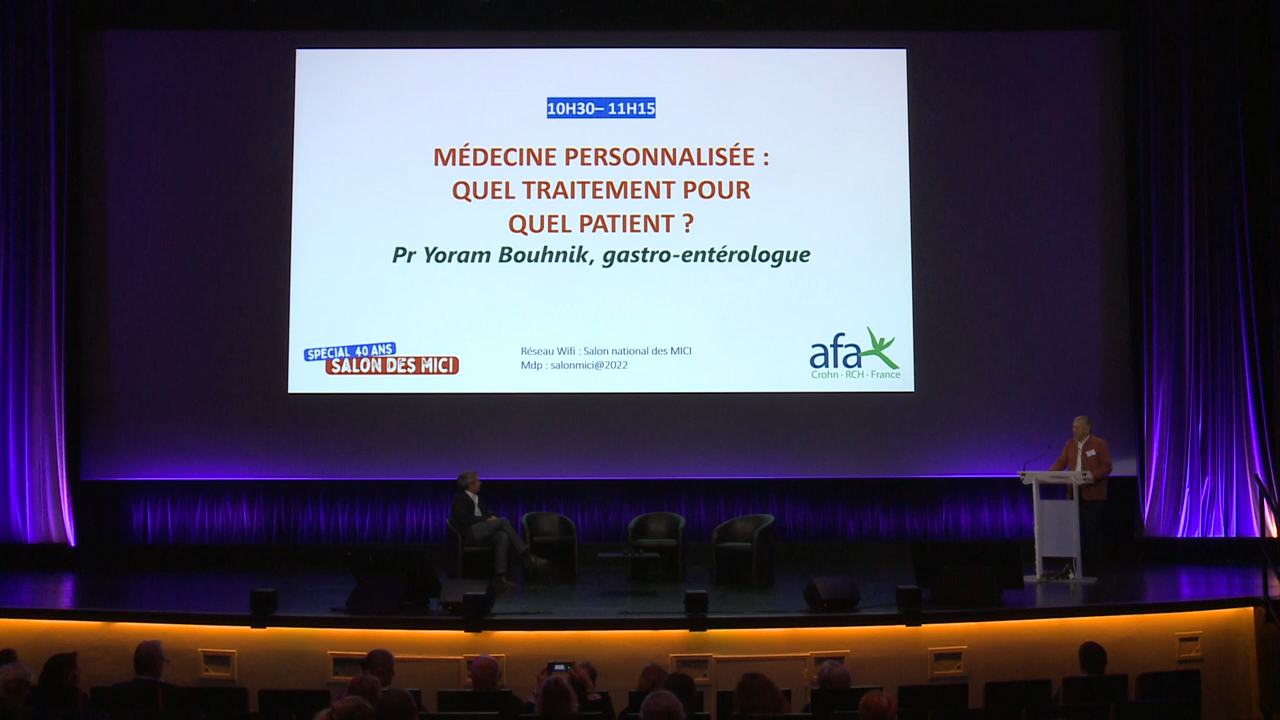 10H30– 11H15
MÉDECINE PERSONNALISÉE :
QUEL TRAITEMENT POUR
QUEL PATIENT ?
Pr Yoram Bouhnik, gastro-entérologue
SPÉCIAL 40 ANS
SALON DES MICI
Réseau Wifi : Salon national des MICI
Mdp : salonmici@2022
afa
Crohn - RCH - France